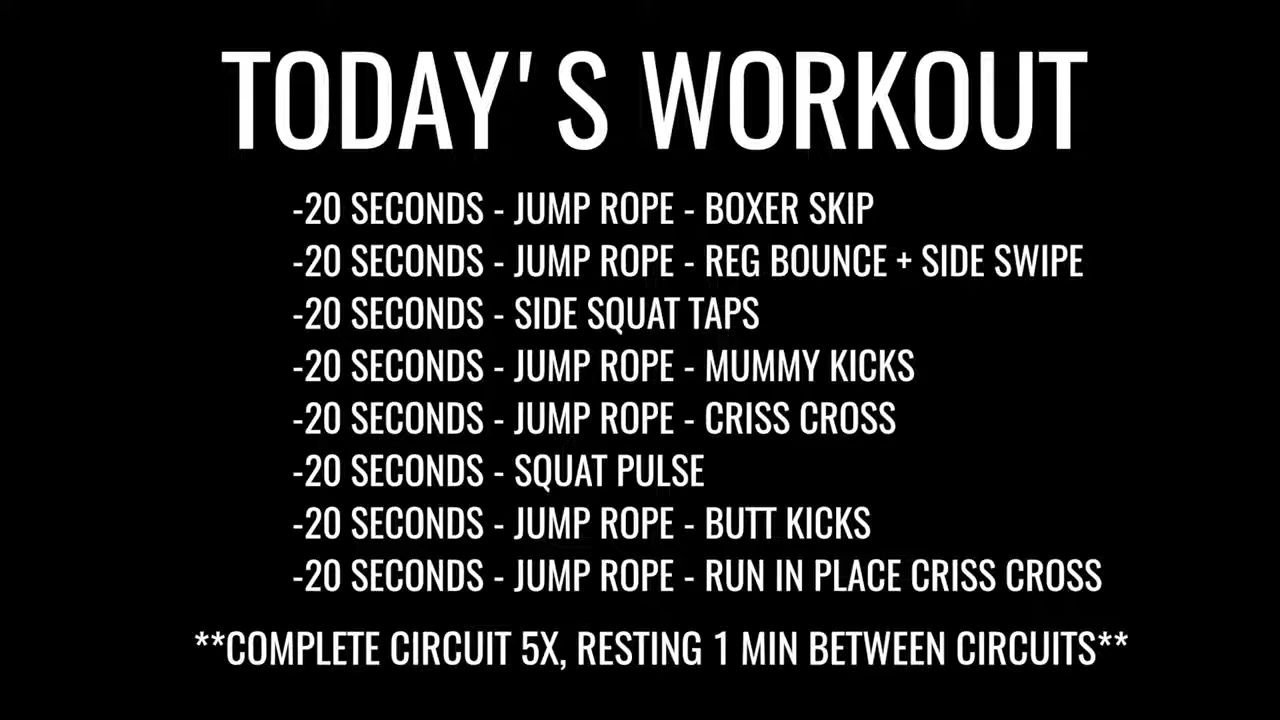 TODAY'S WORKOUT
-20 SECONDS - JUMP ROPE - BOXER SKIP
-20 SECONDS - JUMP ROPE - REG BOUNCE + SIDE SWIPE
-20 SECONDS - SIDE SQUAT TAPS
-20 SECONDS - JUMP ROPE - MUMMY KICKS
-20 SECONDS - JUMP ROPE - CRISS CROSS
-20 SECONDS - SQUAT PULSE
-20 SECONDS - JUMP ROPE - BUTT KICKS
-20 SECONDS - JUMP ROPE - RUN IN PLACE CRISS CROSS
**COMPLETE CIRCUIT 5X, RESTING 1 MIN BETWEEN CIRCUITS**